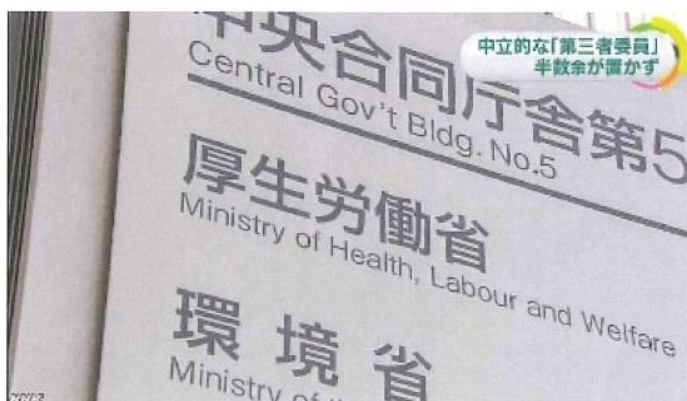 中立的な「第三者委員」
半数余が置かず
中央合同庁舎第5
Central Gov't Bldg. No.5
厚生労働省
Ministry of Health, Labour and Welfare
環境省
Ministry of